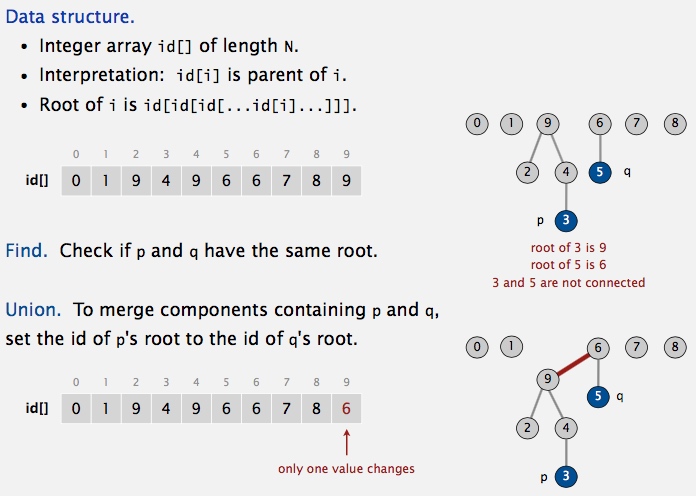 Data structure.
• Integer array id[] of length N.
• Interpretation: id[i] is parent of i.
• Root of i is id[id[id[...id[i]...]]].
0 1 9 6 7 8
0 1 2 3 4 5 6 7 8 9
id[] 0 1 9 4 9 6 6 7 8 9
2 4 5 q
p 3
Find. Check if p and q have the same root.
root of 3 is 9
root of 5 is 6
3 and 5 are not connected
Union. To merge components containing p and q,
set the id of p's root to the id of q's root.
0 1 6 7 8
9
5 q
0 1 2 3 4 5 6 7 8 9
id[] 0 1 9 4 9 6 6 7 8 6
2 4
only one value changes
p 3